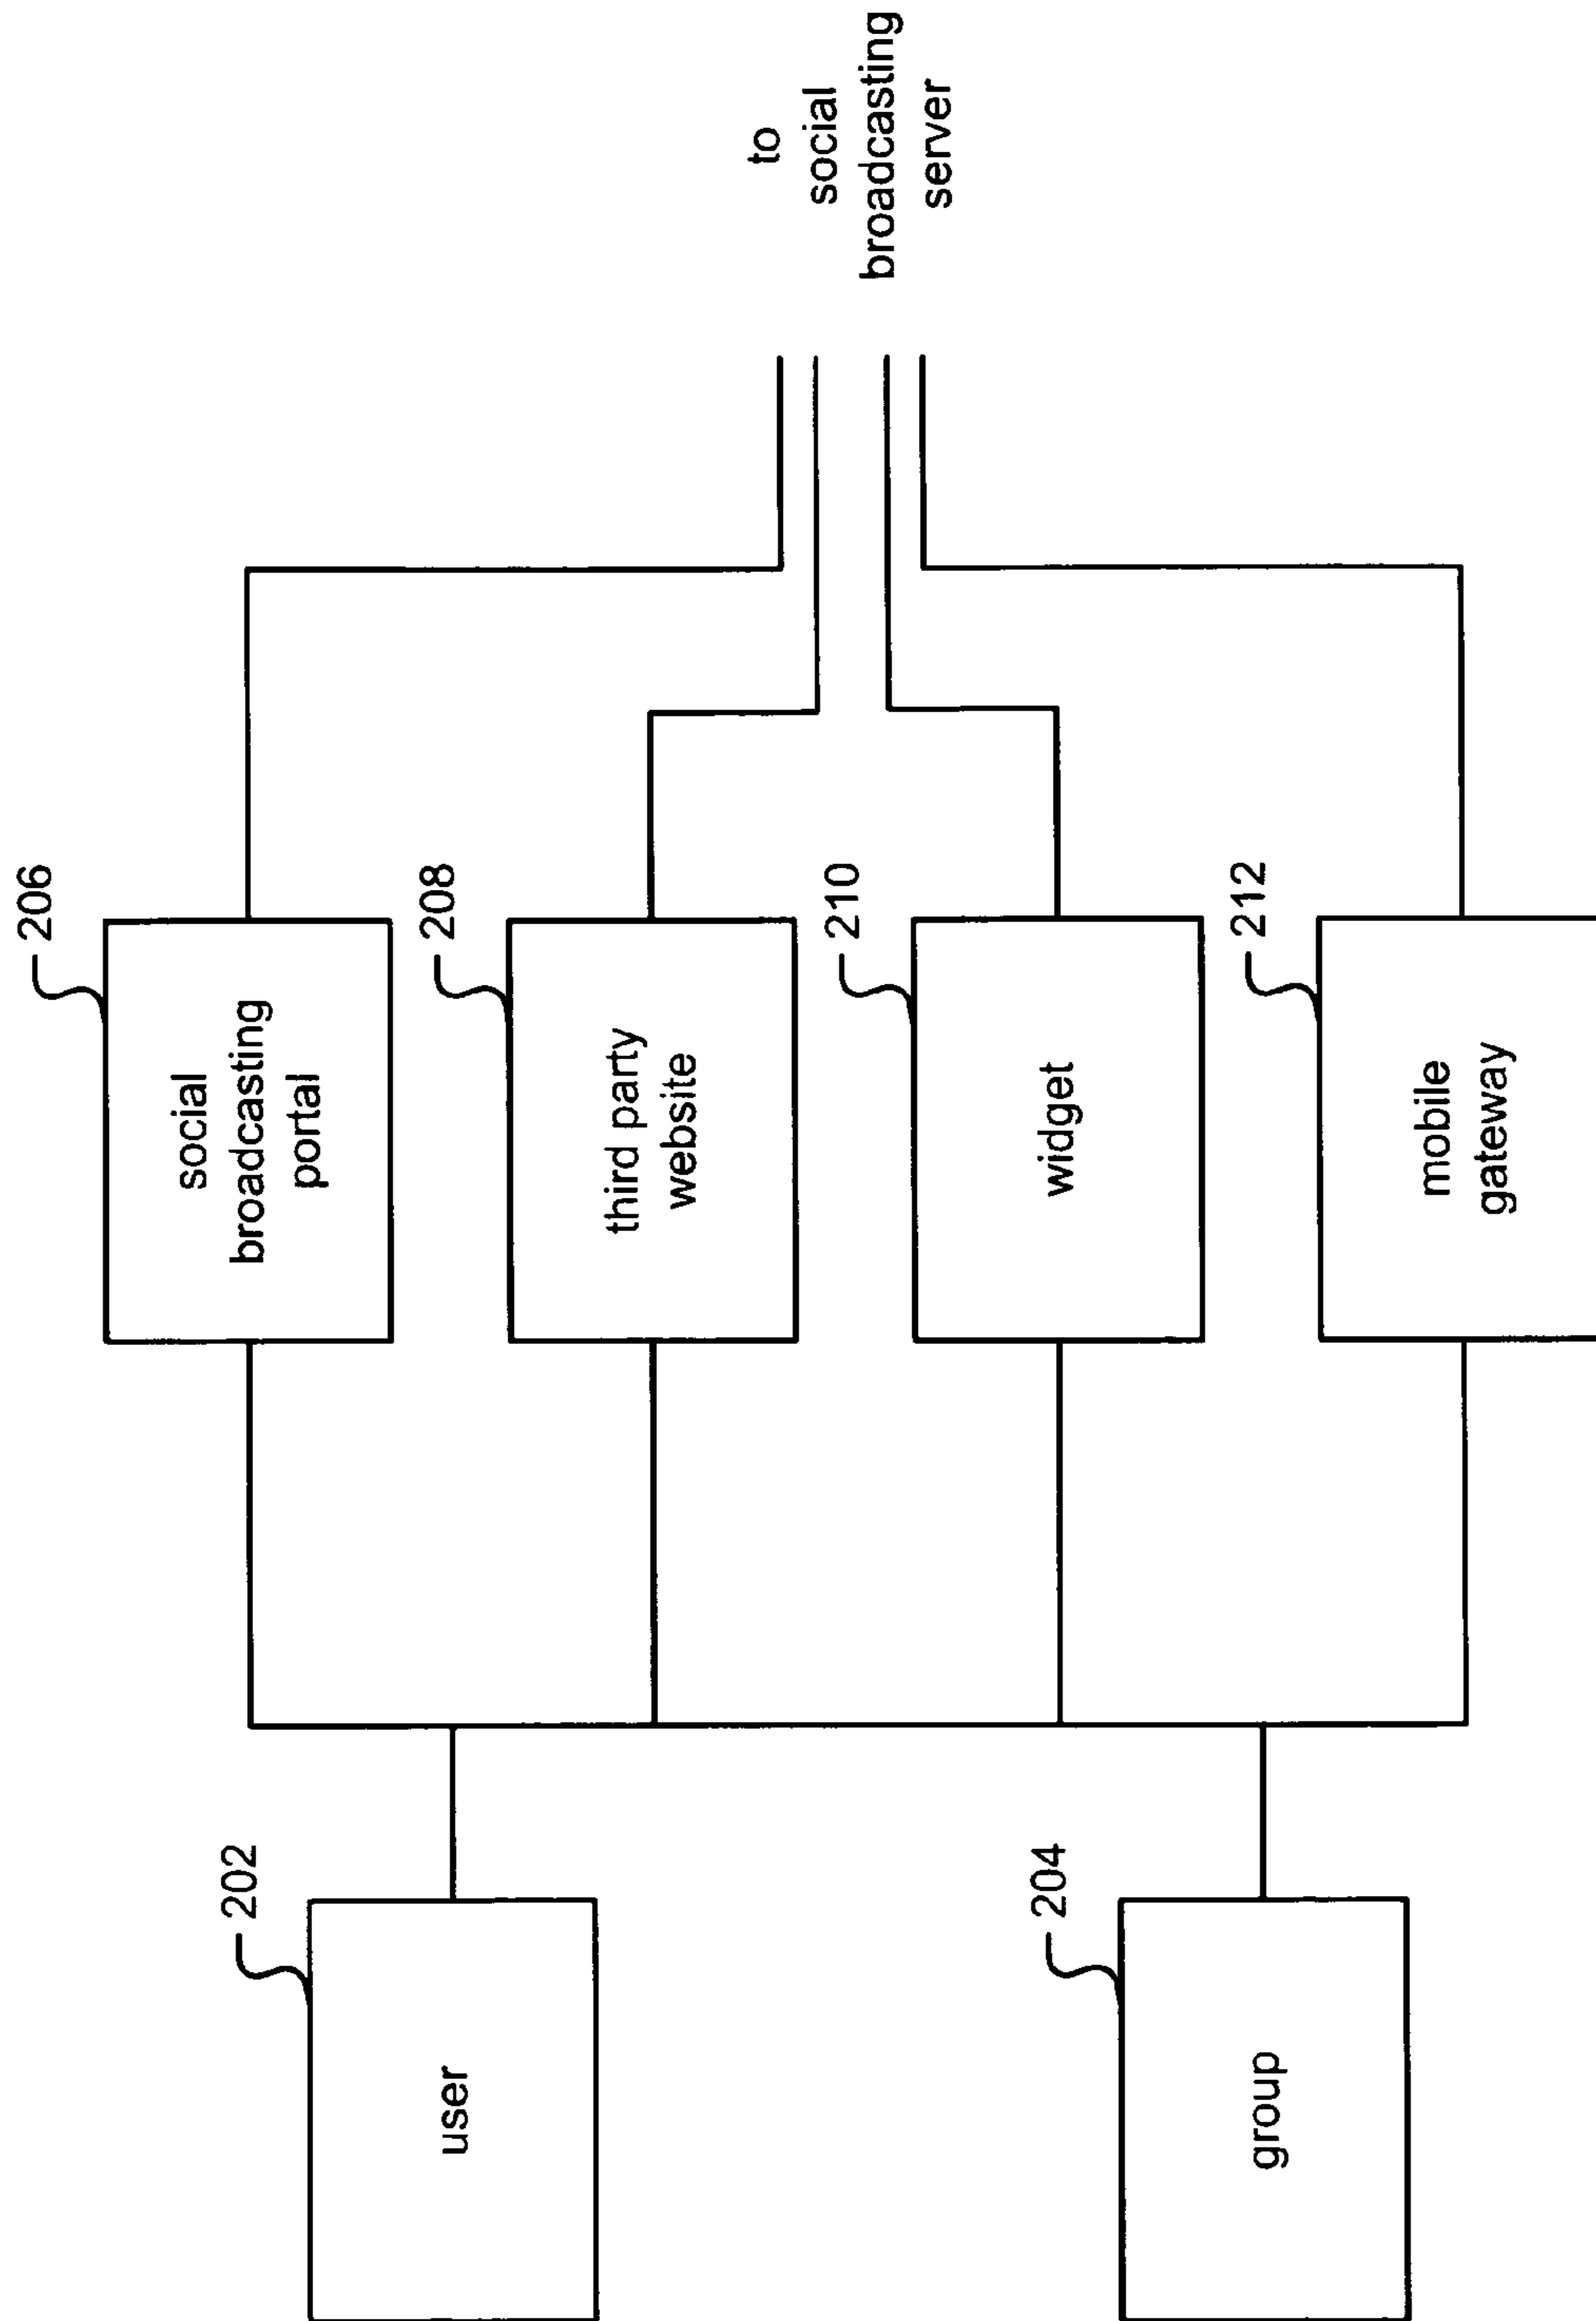 206
social
broadcasting
portal
208
third party
website
210
widget
212
mobile
gateway
202
user
204
group
to
social
broadcasting
server